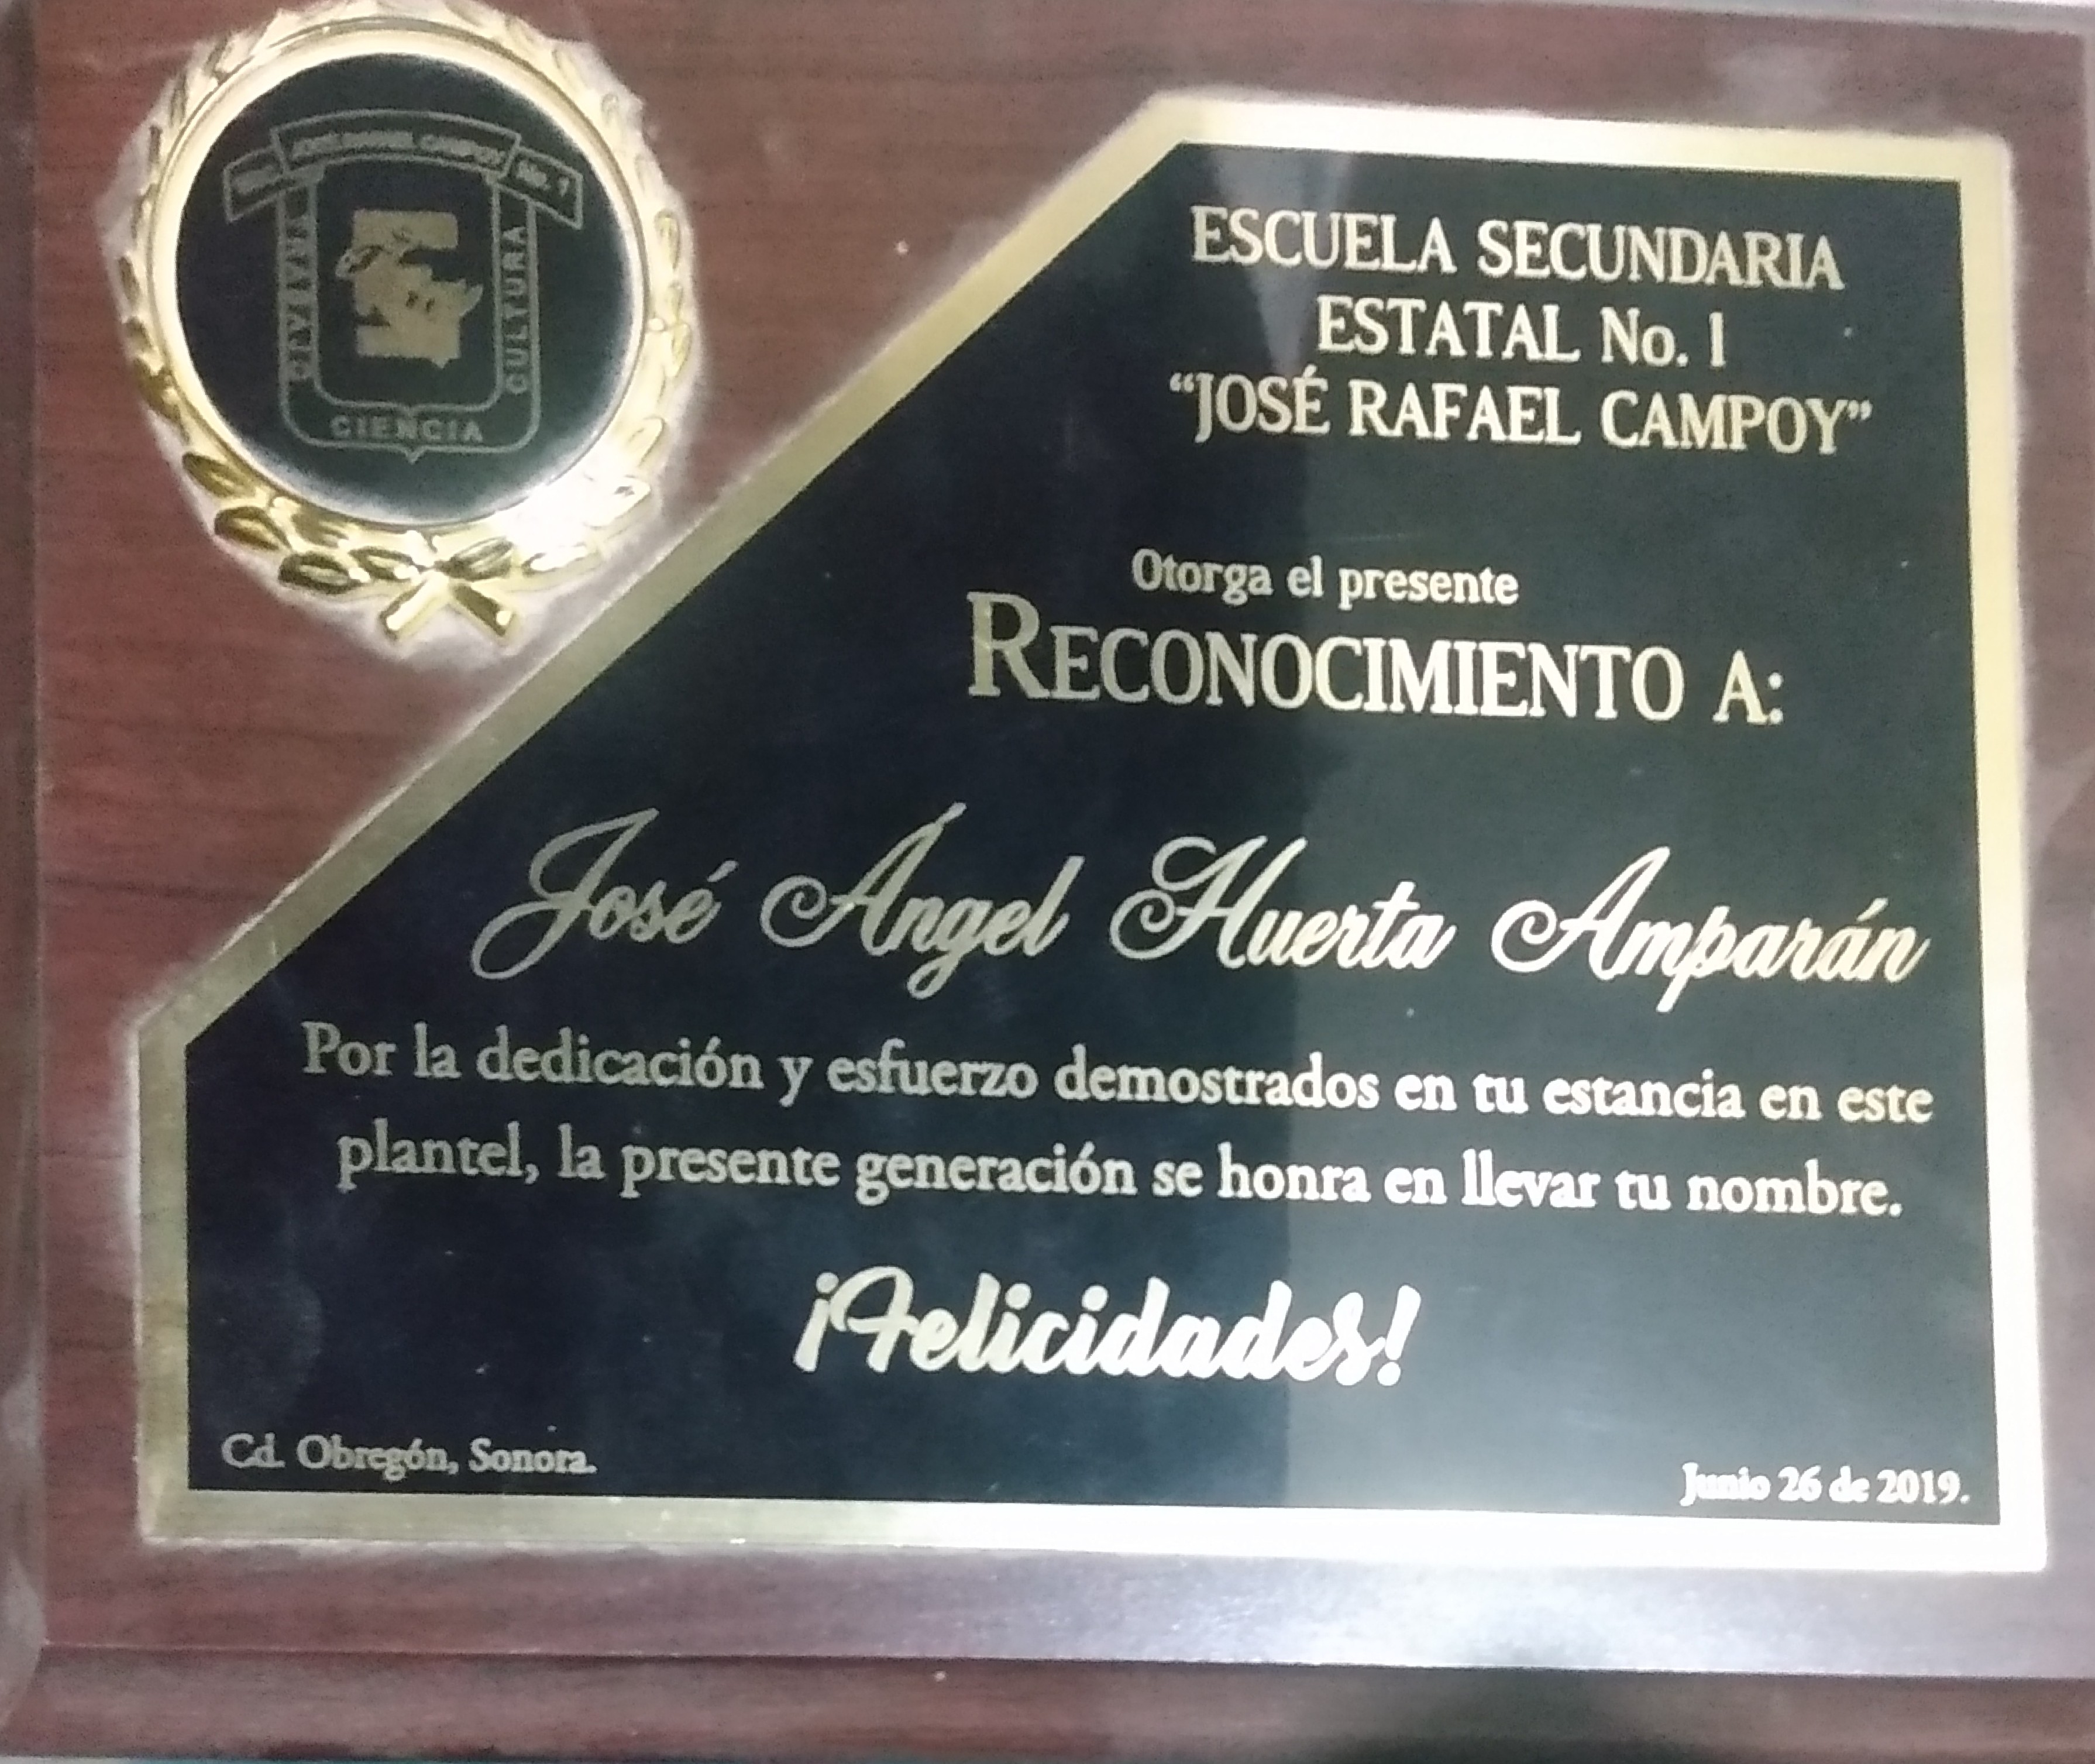 JOSÉ RAFAEL CAMPOY
No. 1
CULTURA
CIENCIA
ESCUELA SECUNDARIA
ESTATAL No. 1
“JOSÉ RAFAEL CAMPOY”
Otorga el presente
RECONOCIMIENTO A:
José Ángel Huerta Amparán
Por la dedicación y esfuerzo demostrados en tu estancia en este
plantel, la presente generación se honra en llevar tu nombre.
¡Felicidades!
Cd. Obregón, Sonora.
Junio 26 de 2019.